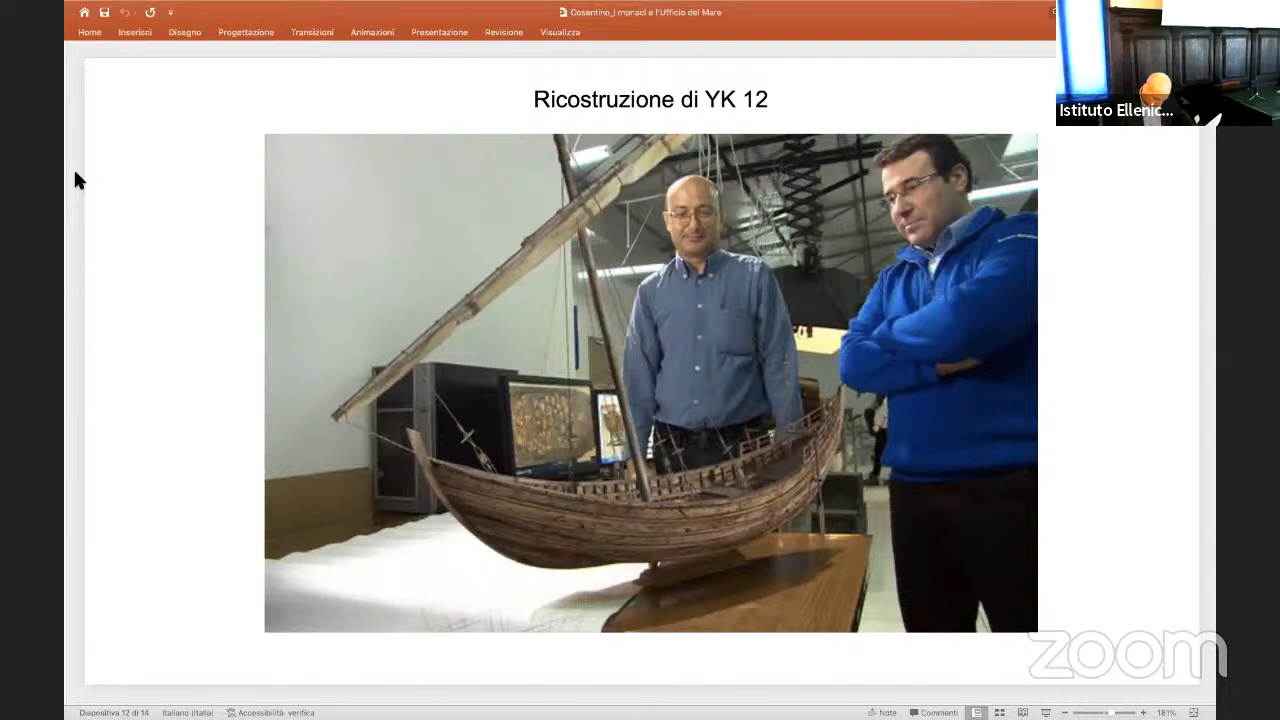 Cosentino_I monaci e l'Ufficio del Mare
Home Inserisci Disegno Progettazione Transizioni Animazioni Presentazione Revisione Visualizza
Istituto Ellenic...
Ricostruzione di YK 12
zoom
Diapositiva 12 di 14 Italiano (Italia) Accessibilità: verifica Note Commenti 181%